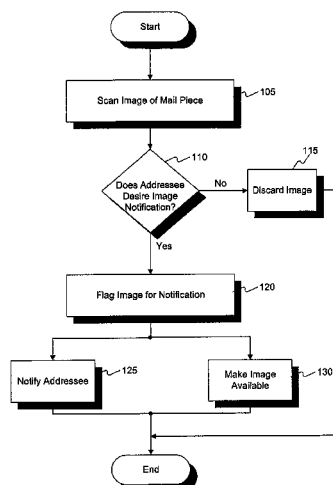 Start
Scan Image of Mail Piece
105
110
Does Addressee
Desire Image
Notification?
No
115
Discard Image
Yes
Flag Image for Notification
120
Notify Addressee
125
Make Image
Available
130
End